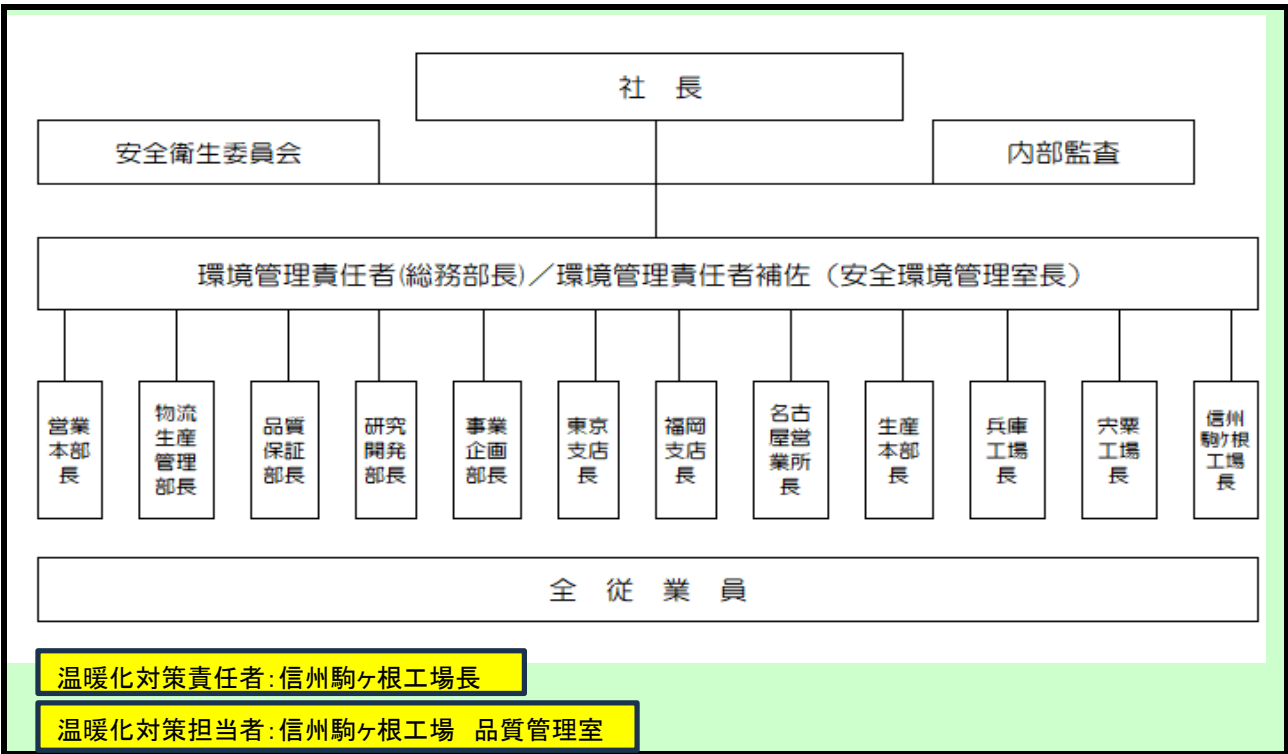 社　長
安全衛生委員会
内部監査
環境管理責任者(総務部長)／環境管理責任者補佐（安全環境管理室長）
営業
本部
長
物流
生産
管理
部長
品質
保証
部長
研究
開発
部長
事業
企画
部長
東京
支店
長
福岡
支店
長
名古
屋営
業所
長
生産
本部
長
兵庫
工場
長
宍粟
工場
長
信州
駒ケ根
工場
長
全　従　業　員
温暖化対策責任者：信州駒ヶ根工場長
温暖化対策担当者：信州駒ヶ根工場　品質管理室